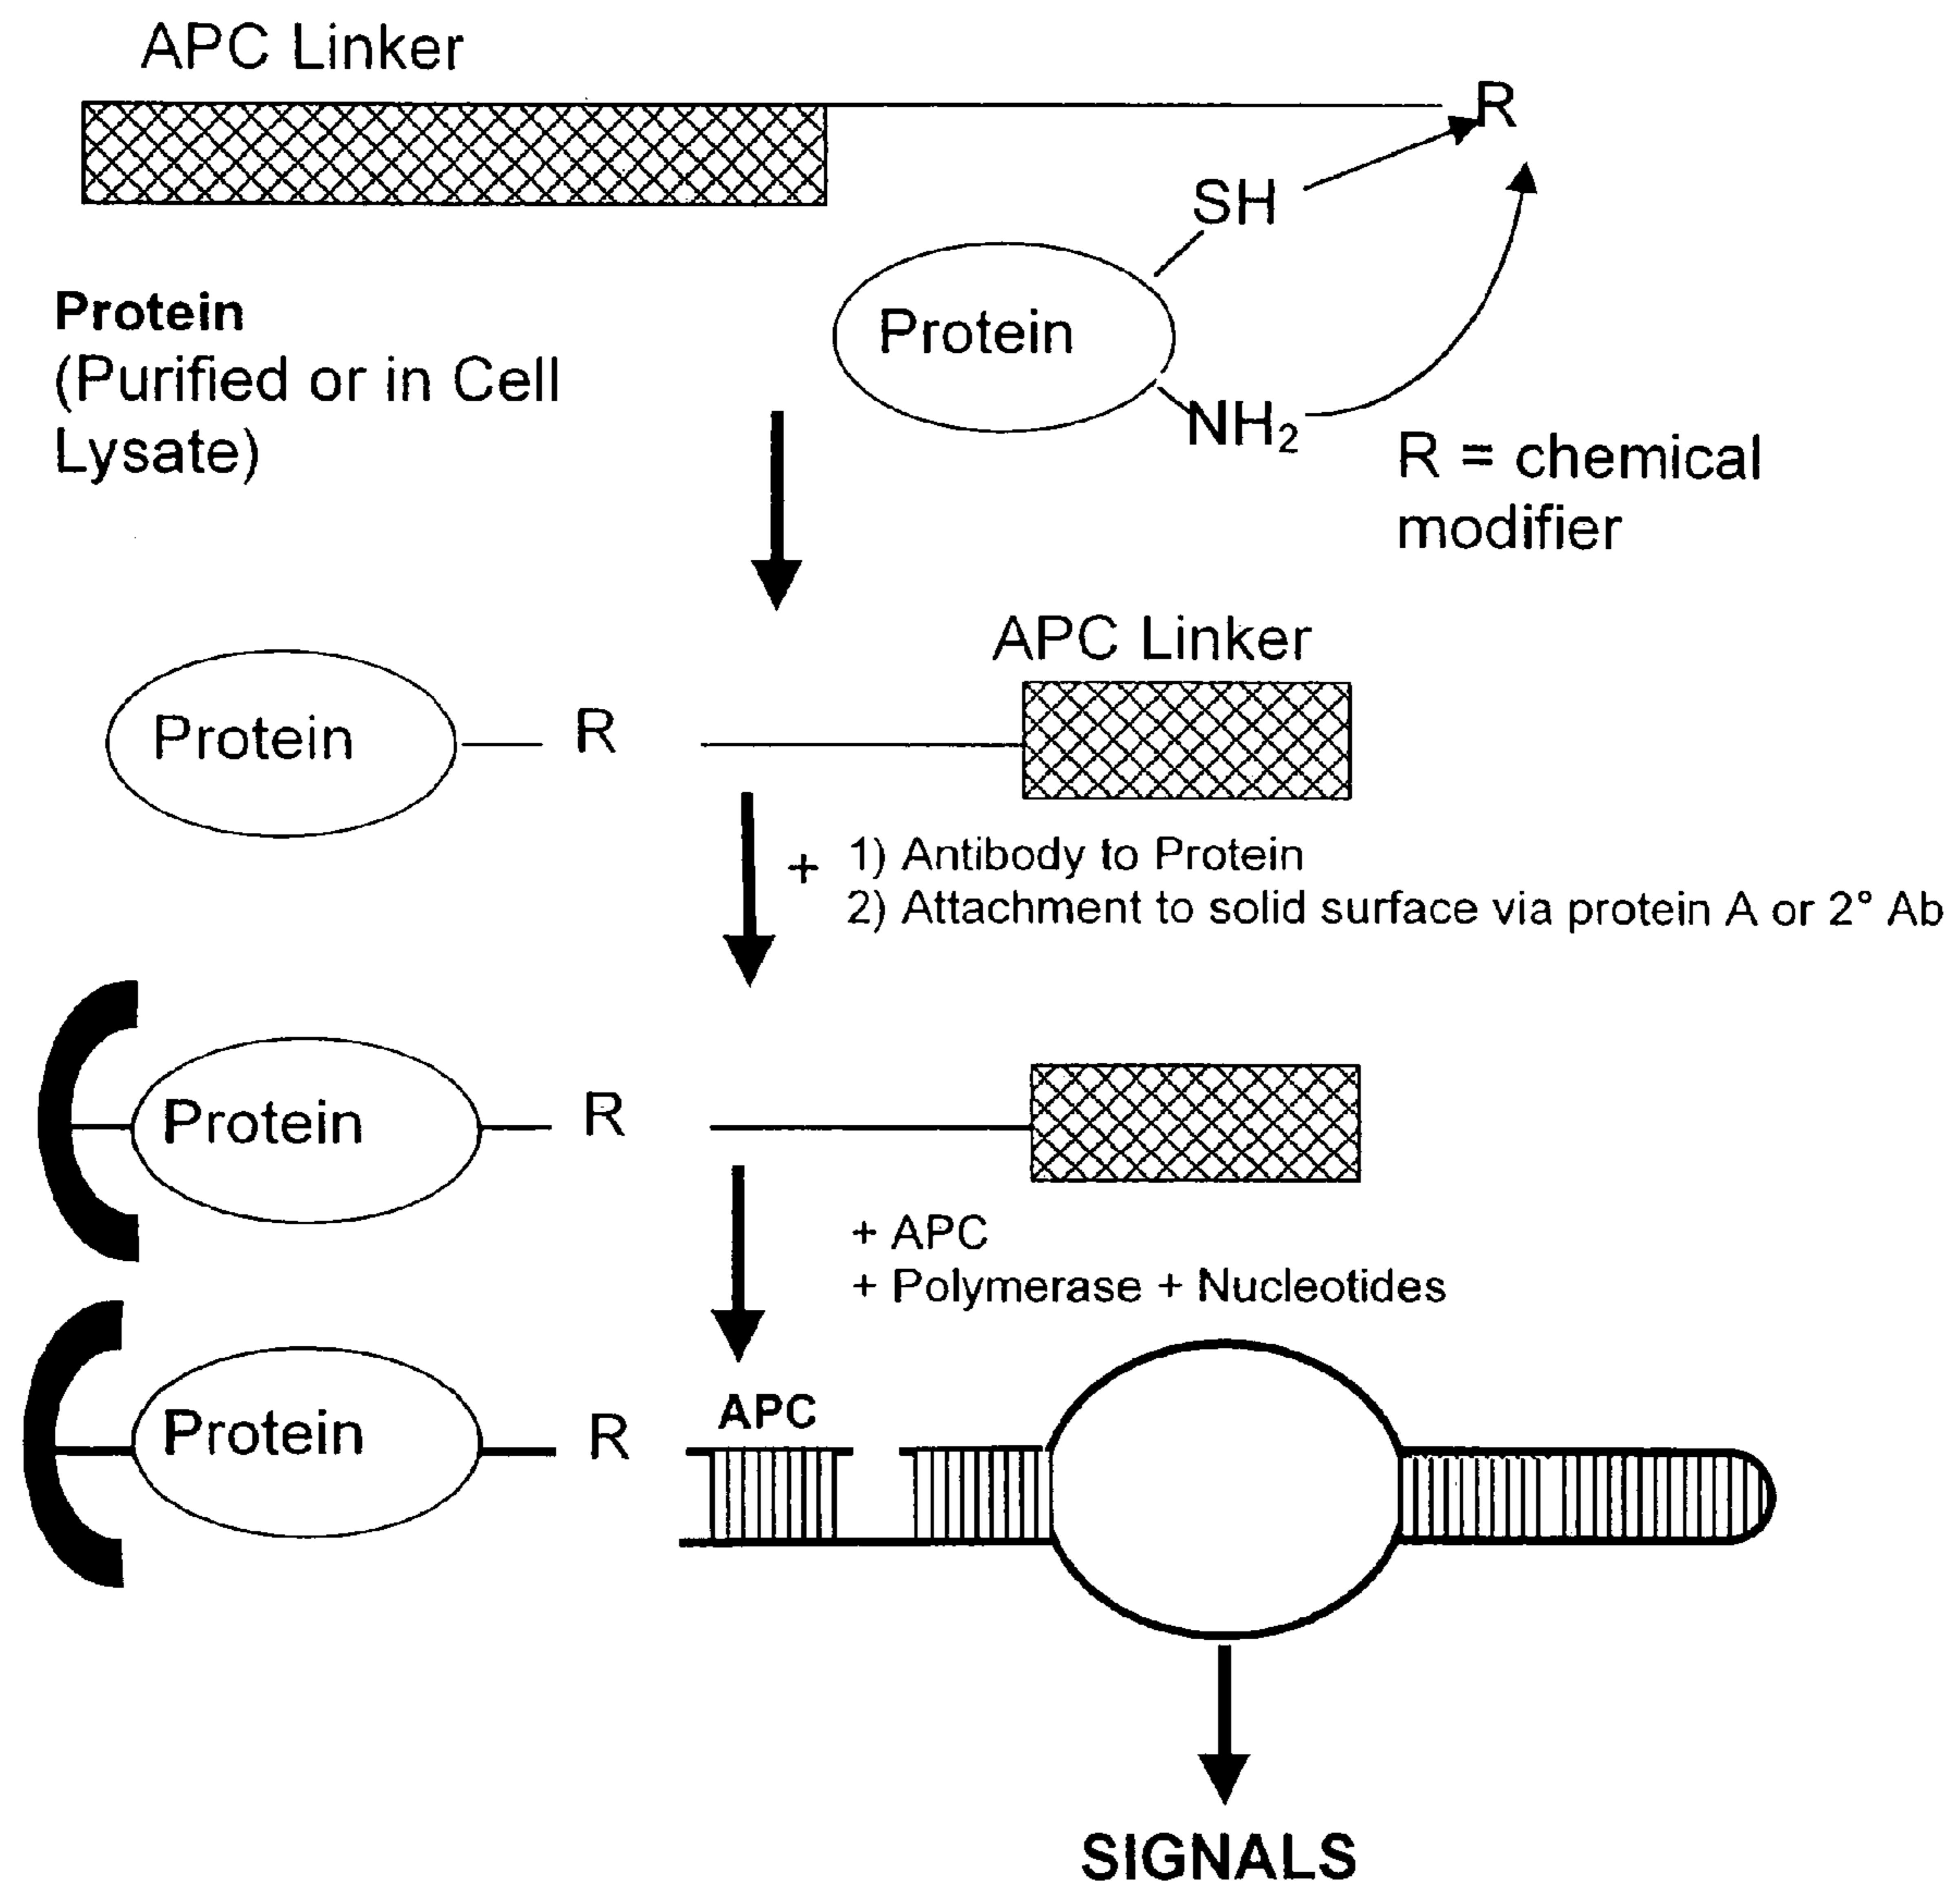 APC Linker
R
SH
Protein
(Purified or in Cell
Lysate)
Protein
NH₂
R = chemical
modifier
APC Linker
Protein
R
+
1) Antibody to Protein
2) Attachment to solid surface via protein A or 2° Ab
Protein
R
+ APC
+ Polymerase + Nucleotides
APC
Protein
R
SIGNALS